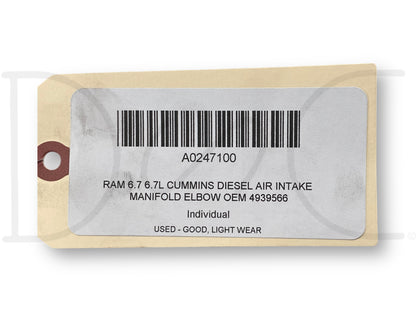 A0247100
RAM 6.7 6.7L CUMMINS DIESEL AIR INTAKE
MANIFOLD ELBOW OEM 4939566
Individual
USED - GOOD, LIGHT WEAR